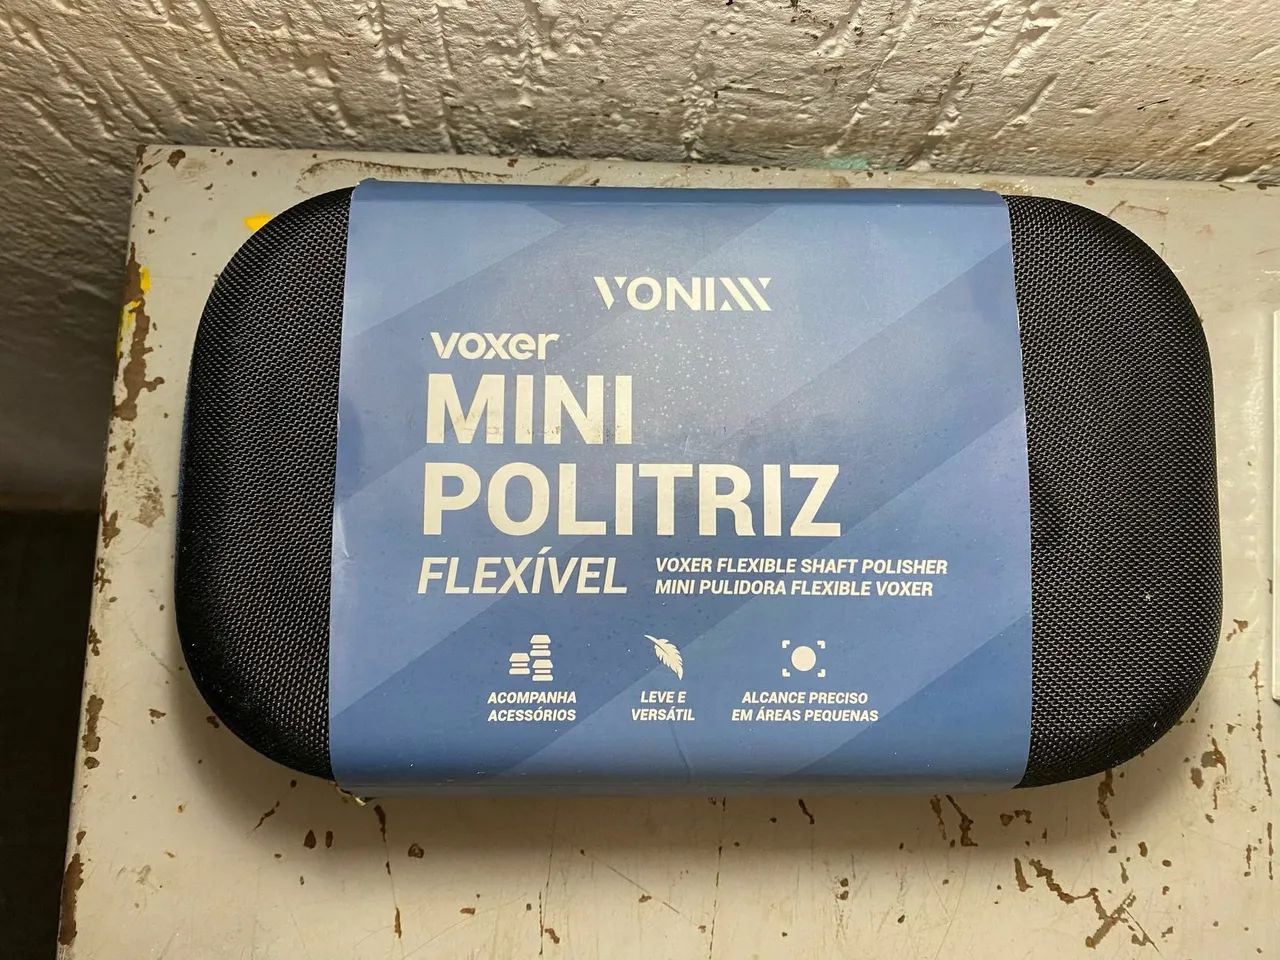 VONIXX
voxer
MINI
POLITRIZ
FLEXÍVEL
VOXER FLEXIBLE SHAFT POLISHER
MINI PULIDORA FLEXIBLE VOXER
ACOMPANHA
ACESSÓRIOS
LEVE E
VERSÁTIL
ALCANCE PRECISO
EM ÁREAS PEQUENAS